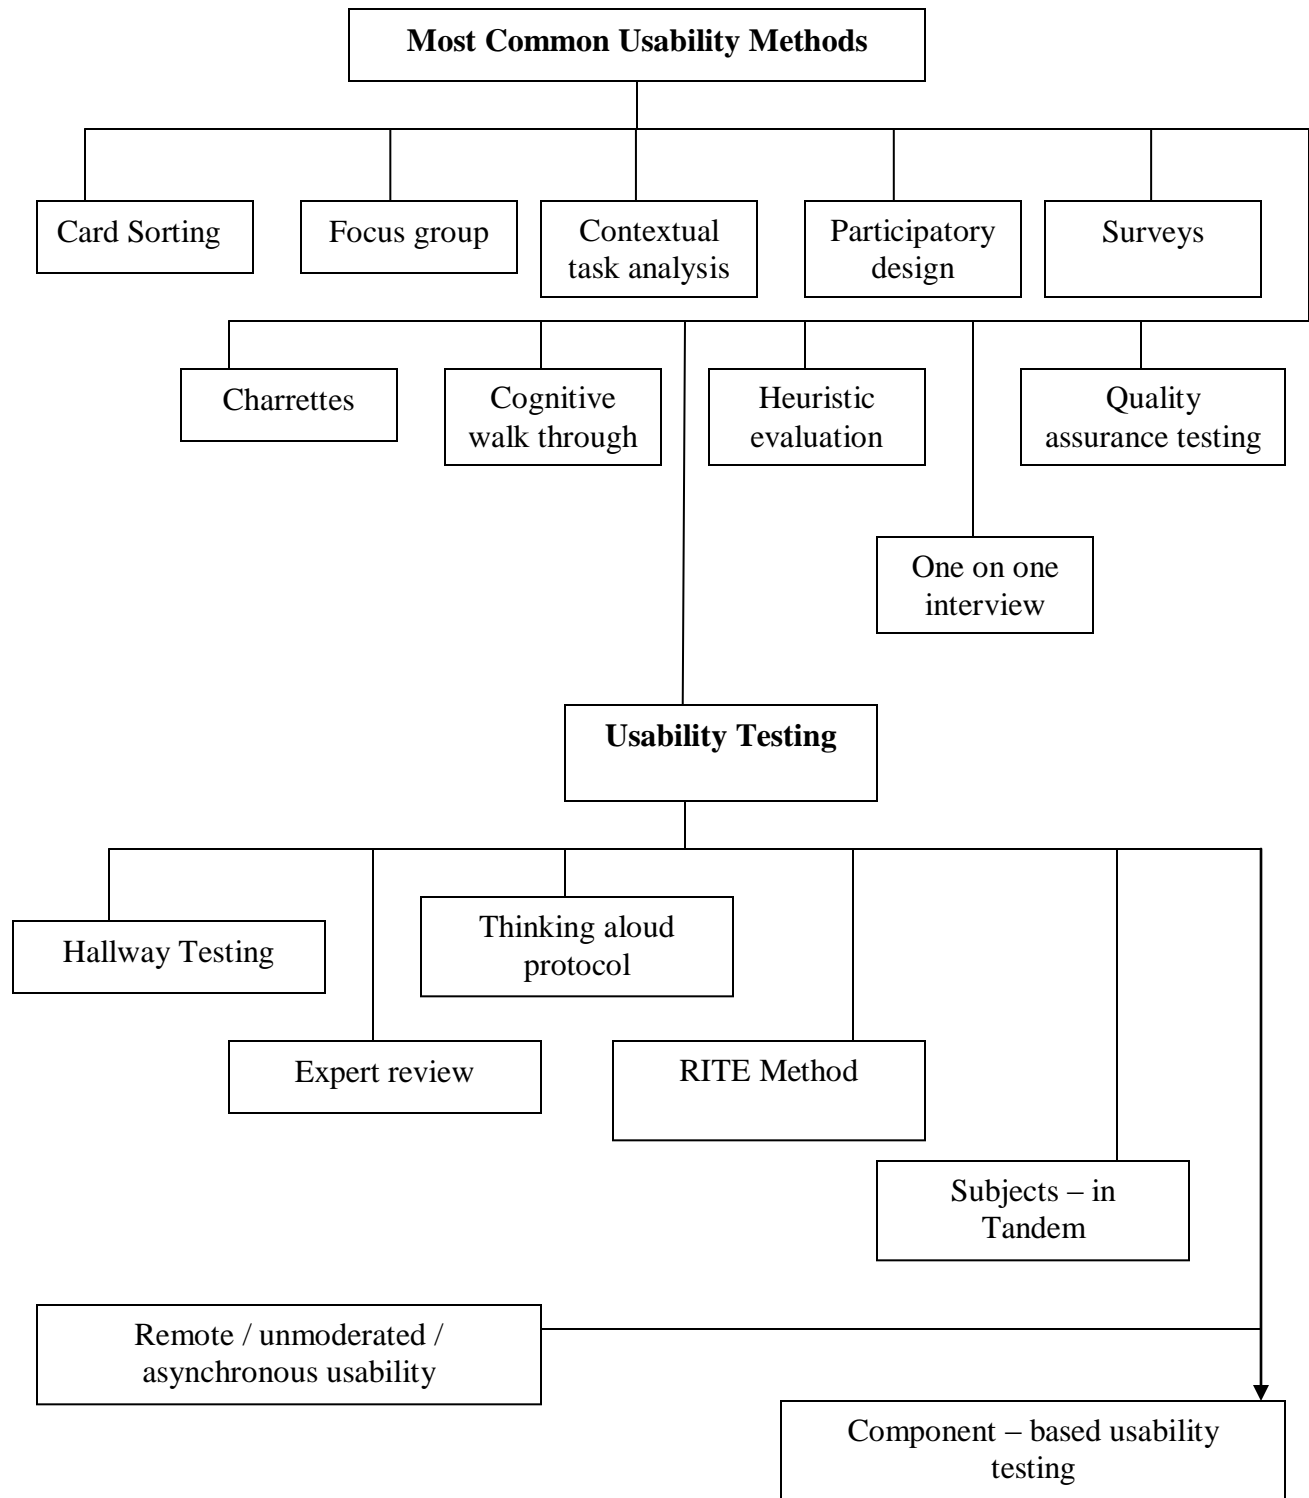 Most Common Usability Methods
Card Sorting
Focus group
Contextual
task analysis
Participatory
design
Surveys
Charrettes
Cognitive
walk through
Heuristic
evaluation
Quality
assurance testing
One on one
interview
Usability Testing
Hallway Testing
Thinking aloud
protocol
Expert review
RITE Method
Subjects – in
Tandem
Remote / unmoderated /
asynchronous usability
Component – based usability
testing